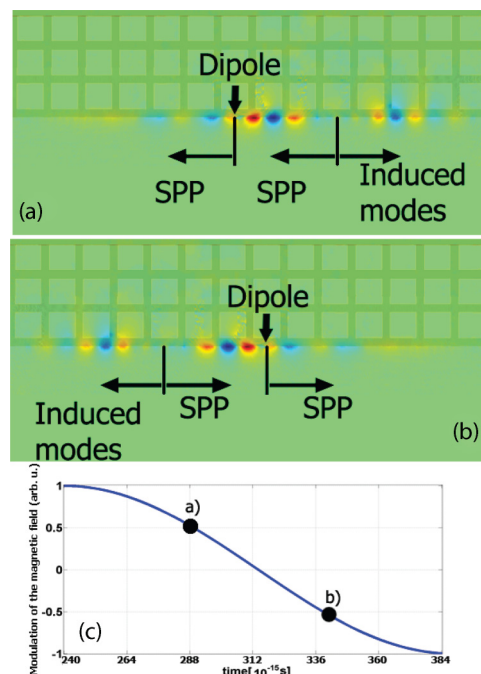 Dipole
SPP SPP Induced
modes
(a)
Dipole
Induced
modes
SPP SPP
(b)
Modulation of the magnetic field (arb. u.)
1
0.5
0
-0.5
-1
a)
b)
(c)
240 264 288 312 336 360 384
time[ 10^-15 s]